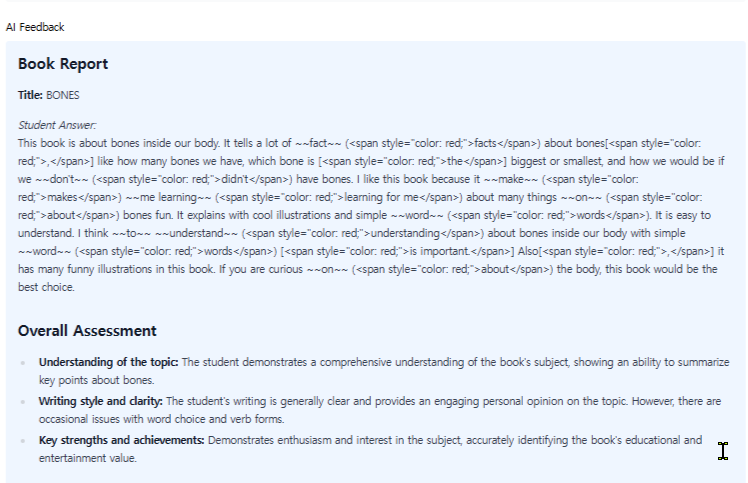 AI Feedback
Book Report
Title: BONES
Student Answer:
This book is about bones inside our body. It tells a lot of ~~fact~~ (<span style="color: red;">facts</span>) about bones[<span style="color:
red;">,</span>] like how many bones we have, which bone is [<span style="color: red;">the</span>] biggest or smallest, and how we would be if
we ~~don't~~ (<span style="color: red;">didn't</span>) have bones. I like this book because it ~~make~~ (<span style="color:
red;">makes</span>) ~~me learning~~ (<span style="color: red;">learning for me</span>) about many things ~~on~~ (<span style="color:
red;">about</span>) bones fun. It explains with cool illustrations and simple ~~word~~ (<span style="color: red;">words</span>). It is easy to
understand. I think ~~to~~ ~~understand~~ (<span style="color: red;">understanding</span>) about bones inside our body with simple
~~word~~ (<span style="color: red;">words</span>) [<span style="color: red;">is important.</span>] Also[<span style="color: red;">,</span>] it
has many funny illustrations in this book. If you are curious ~~on~~ (<span style="color: red;">about</span>) the body, this book would be the
best choice.
Overall Assessment
Understanding of the topic: The student demonstrates a comprehensive understanding of the book's subject, showing an ability to summarize
key points about bones.
Writing style and clarity: The student's writing is generally clear and provides an engaging personal opinion on the topic. However, there are
occasional issues with word choice and verb forms.
Key strengths and achievements: Demonstrates enthusiasm and interest in the subject, accurately identifying the book's educational and
entertainment value.